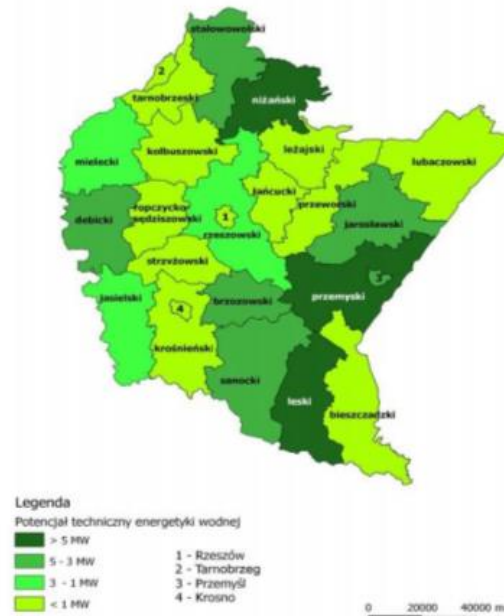 stalowowolski
2
tarnobrzeski
niżański
mielecki
kolbuszowski
leżajski
lubaczowski
dębicki
ropczycko-
sędziszowski
1
rzeszowski
łańcucki
przeworski
jarosławski
strzyżowski
jasielski
4
krośnieński
brzozowski
przemyski
3
sanocki
leski
bieszczadzki
Legenda
Potencjał techniczny energetyki wodnej
> 5 MW
5 - 3 MW
3 - 1 MW
< 1 MW
1 - Rzeszów
2 - Tarnobrzeg
3 - Przemyśl
4 - Krosno
0 20000 40000 m